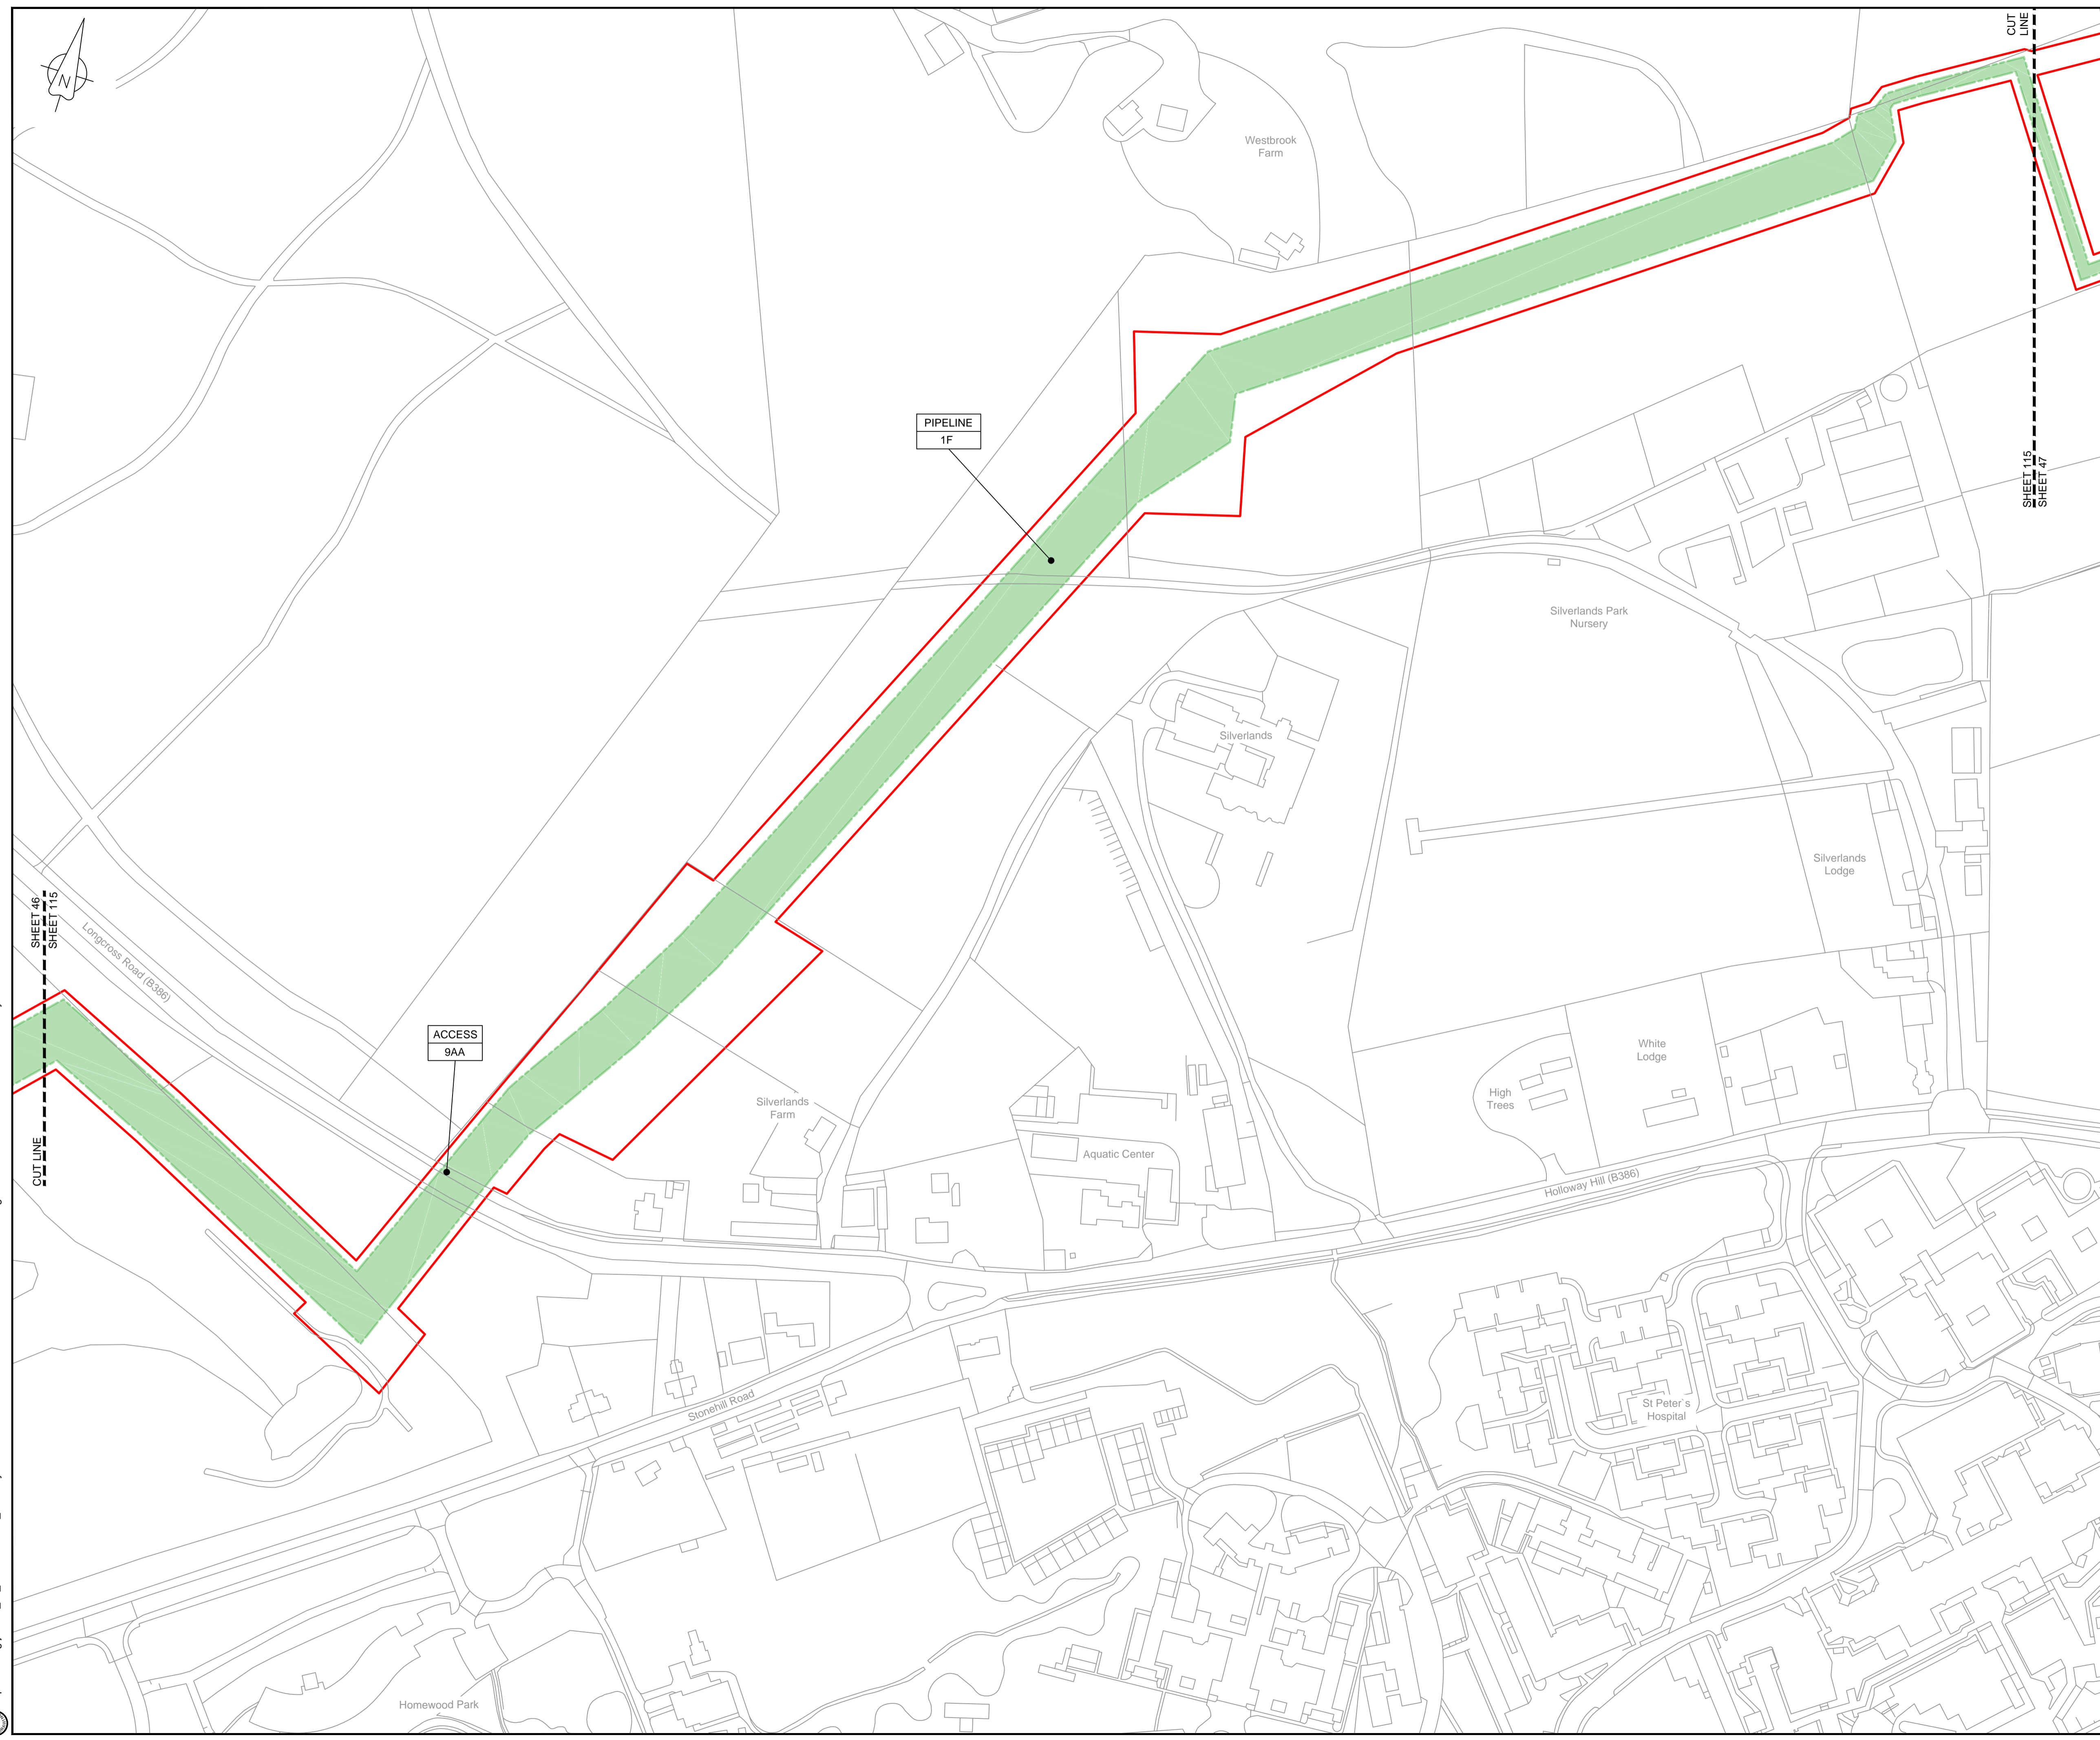 N
CUT
LINE
Westbrook
Farm
PIPELINE
1F
SHEET 115
SHEET 47
Silverlands Park
Nursery
Silverlands
Silverlands
Lodge
SHEET 46
SHEET 115
Longcross Road (B386)
ACCESS
9AA
White
Lodge
High
Trees
Silverlands
Farm
CUT LINE
Aquatic Center
Holloway Hill (B386)
Stonehill Road
St Peter`s
Hospital
Homewood Park